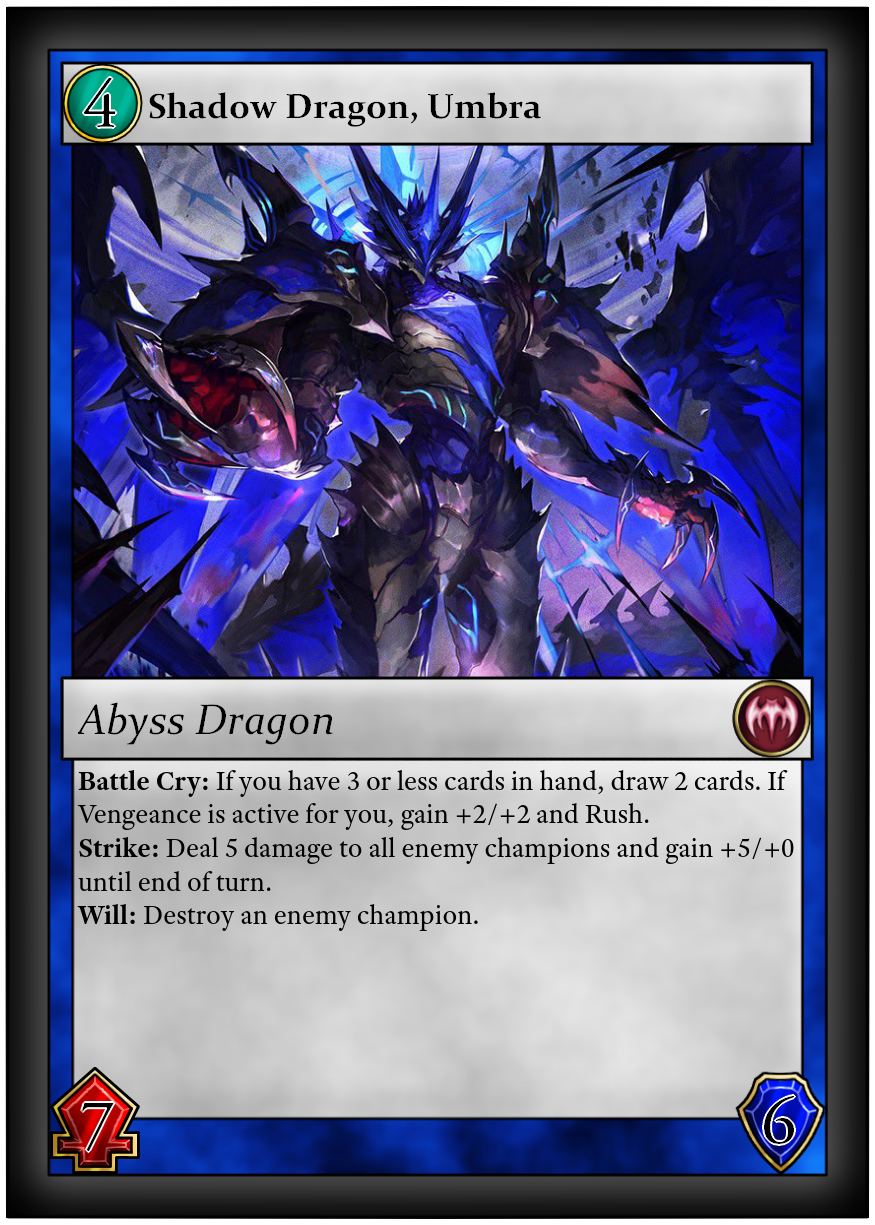 4
Shadow Dragon, Umbra
Abyss Dragon
Battle Cry: If you have 3 or less cards in hand, draw 2 cards. If
Vengeance is active for you, gain +2/+2 and Rush.
Strike: Deal 5 damage to all enemy champions and gain +5/+0
until end of turn.
Will: Destroy an enemy champion.
7
6